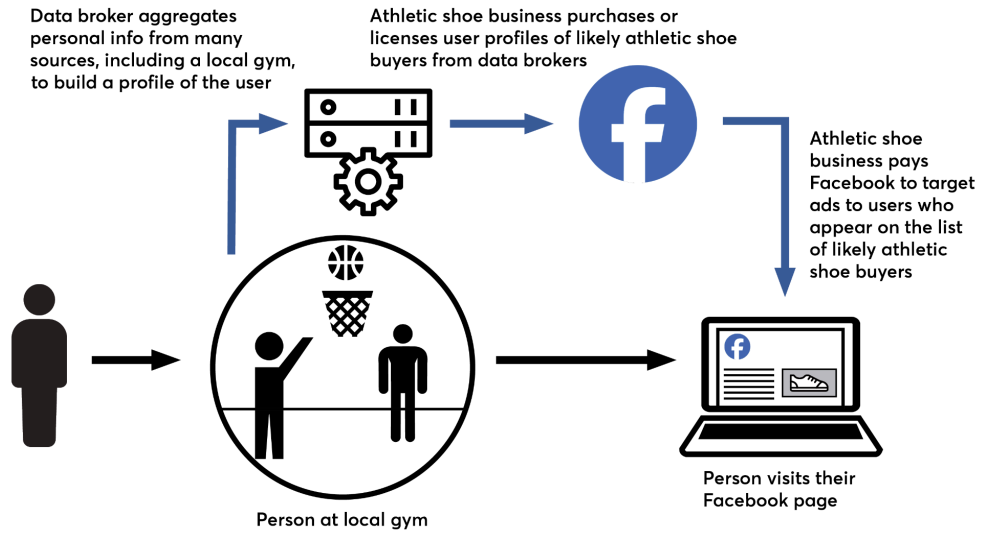 Data broker aggregates
personal info from many
sources, including a local gym,
to build a profile of the user
Athletic shoe business purchases or
licenses user profiles of likely athletic shoe
buyers from data brokers
f
Athletic shoe
business pays
Facebook to target
ads to users who
appear on the list
of likely athletic
shoe buyers
f
Person at local gym
Person visits their
Facebook page